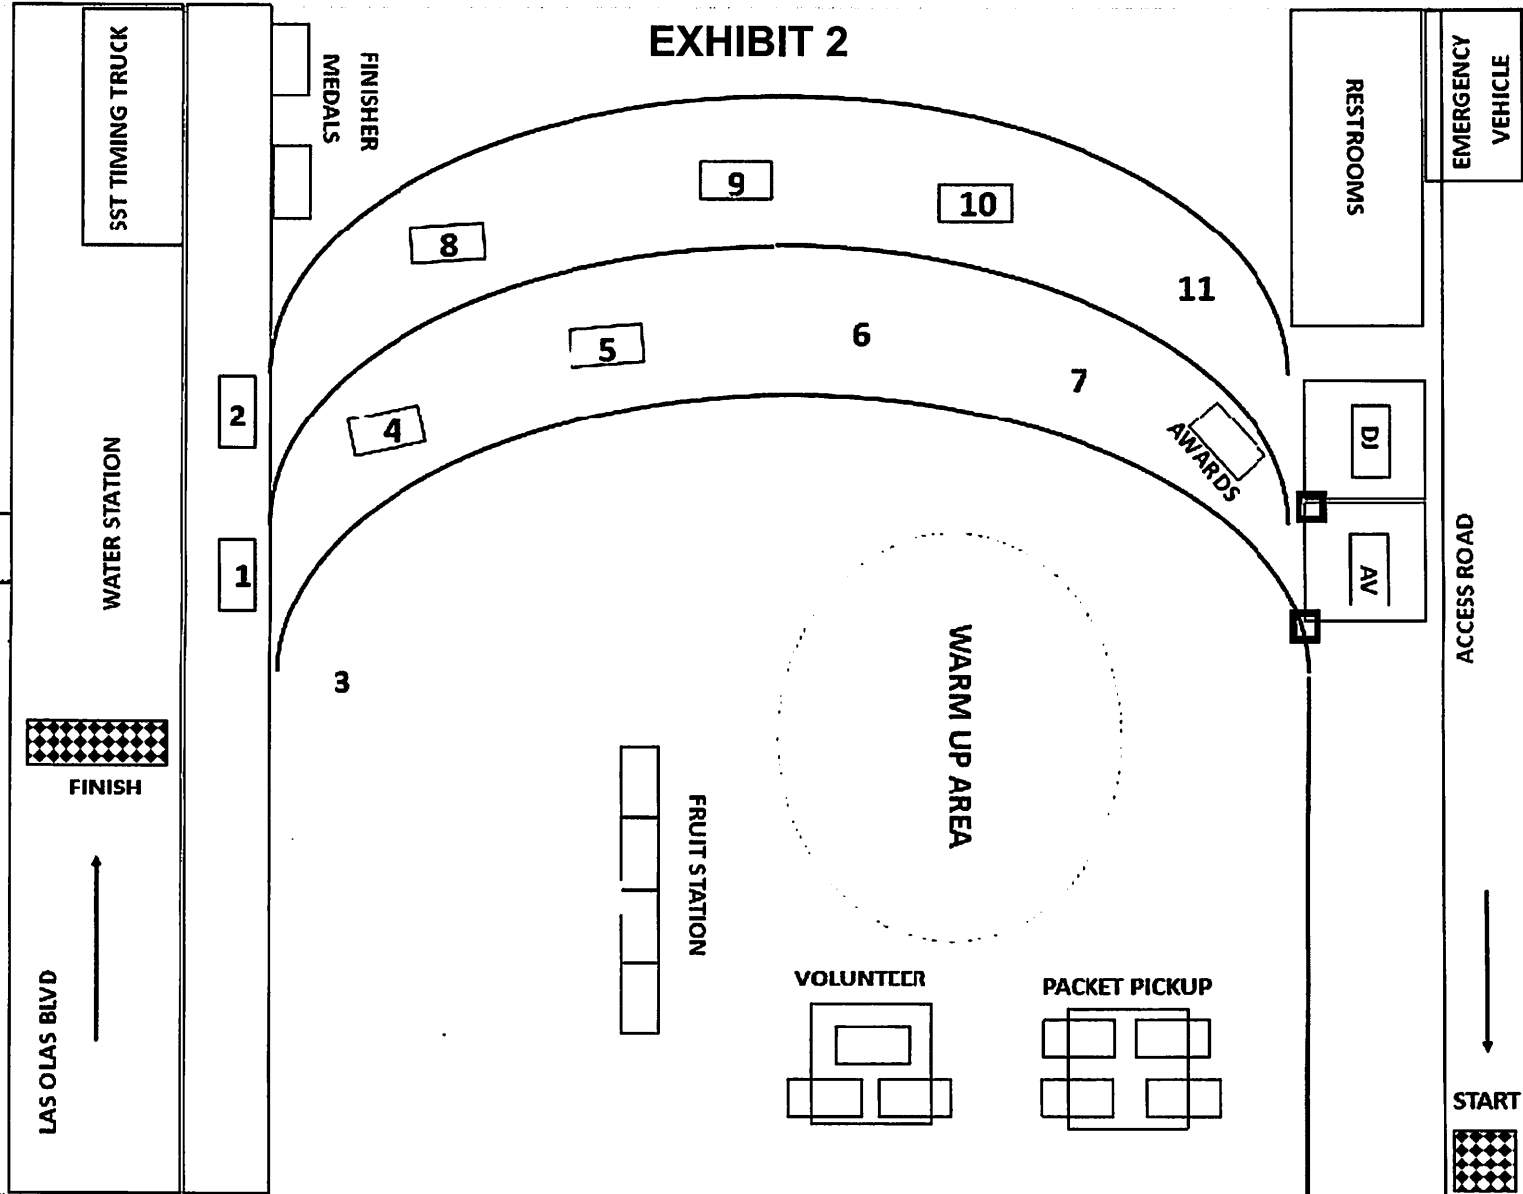 EXHIBIT 2
SST TIMING TRUCK
FINISHER
MEDALS
RESTROOMS
EMERGENCY
VEHICLE
9
10
8
11
6
5
7
2
4
AWARDS
DJ
WATER STATION
1
AV
ACCESS ROAD
3
WARM UP AREA
FINISH
FRUIT STATION
LAS OLAS BLVD
VOLUNTEER
PACKET PICKUP
START